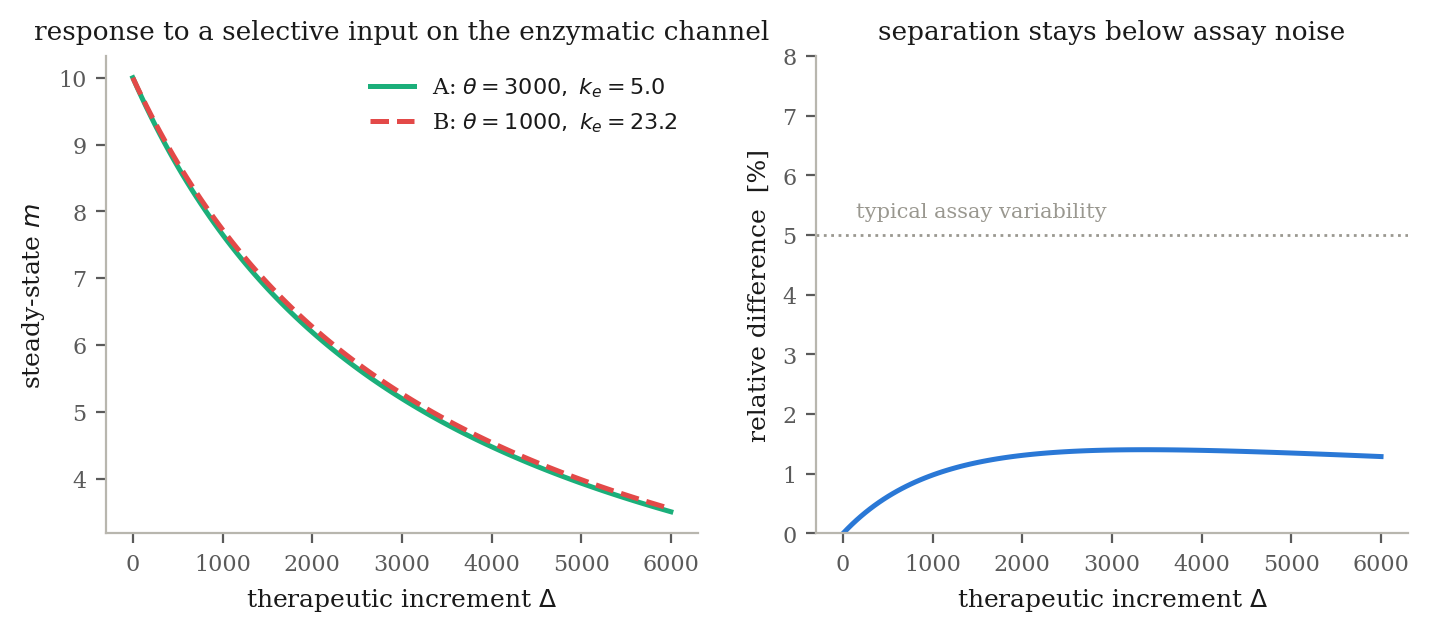 response to a selective input on the enzymatic channel
A: θ = 3000, kₑ = 5.0
B: θ = 1000, kₑ = 23.2
steady-state m
10
9
8
7
6
5
4
0 1000 2000 3000 4000 5000 6000
therapeutic increment Δ
separation stays below assay noise
typical assay variability
relative difference [%]
8
7
6
5
4
3
2
1
0
0 1000 2000 3000 4000 5000 6000
therapeutic increment Δ